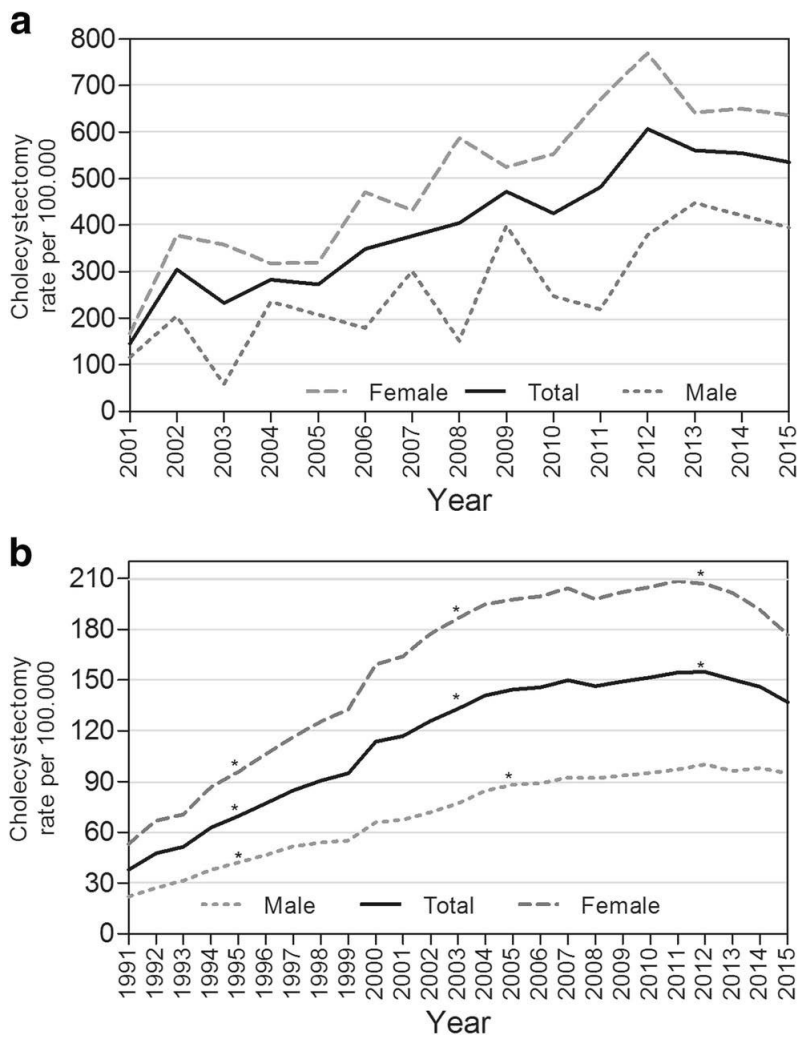 a
Cholecystectomy
rate per 100.000
800
700
600
500
400
300
200
100
0
Female Total Male
2001 2002 2003 2004 2005 2006 2007 2008 2009 2010 2011 2012 2013 2014 2015
Year
b
Cholecystectomy
rate per 100.000
210
180
150
120
90
60
30
0
* * * * * * * *
Male Total Female
1991 1992 1993 1994 1995 1996 1997 1998 1999 2000 2001 2002 2003 2004 2005 2006 2007 2008 2009 2010 2011 2012 2013 2014 2015
Year